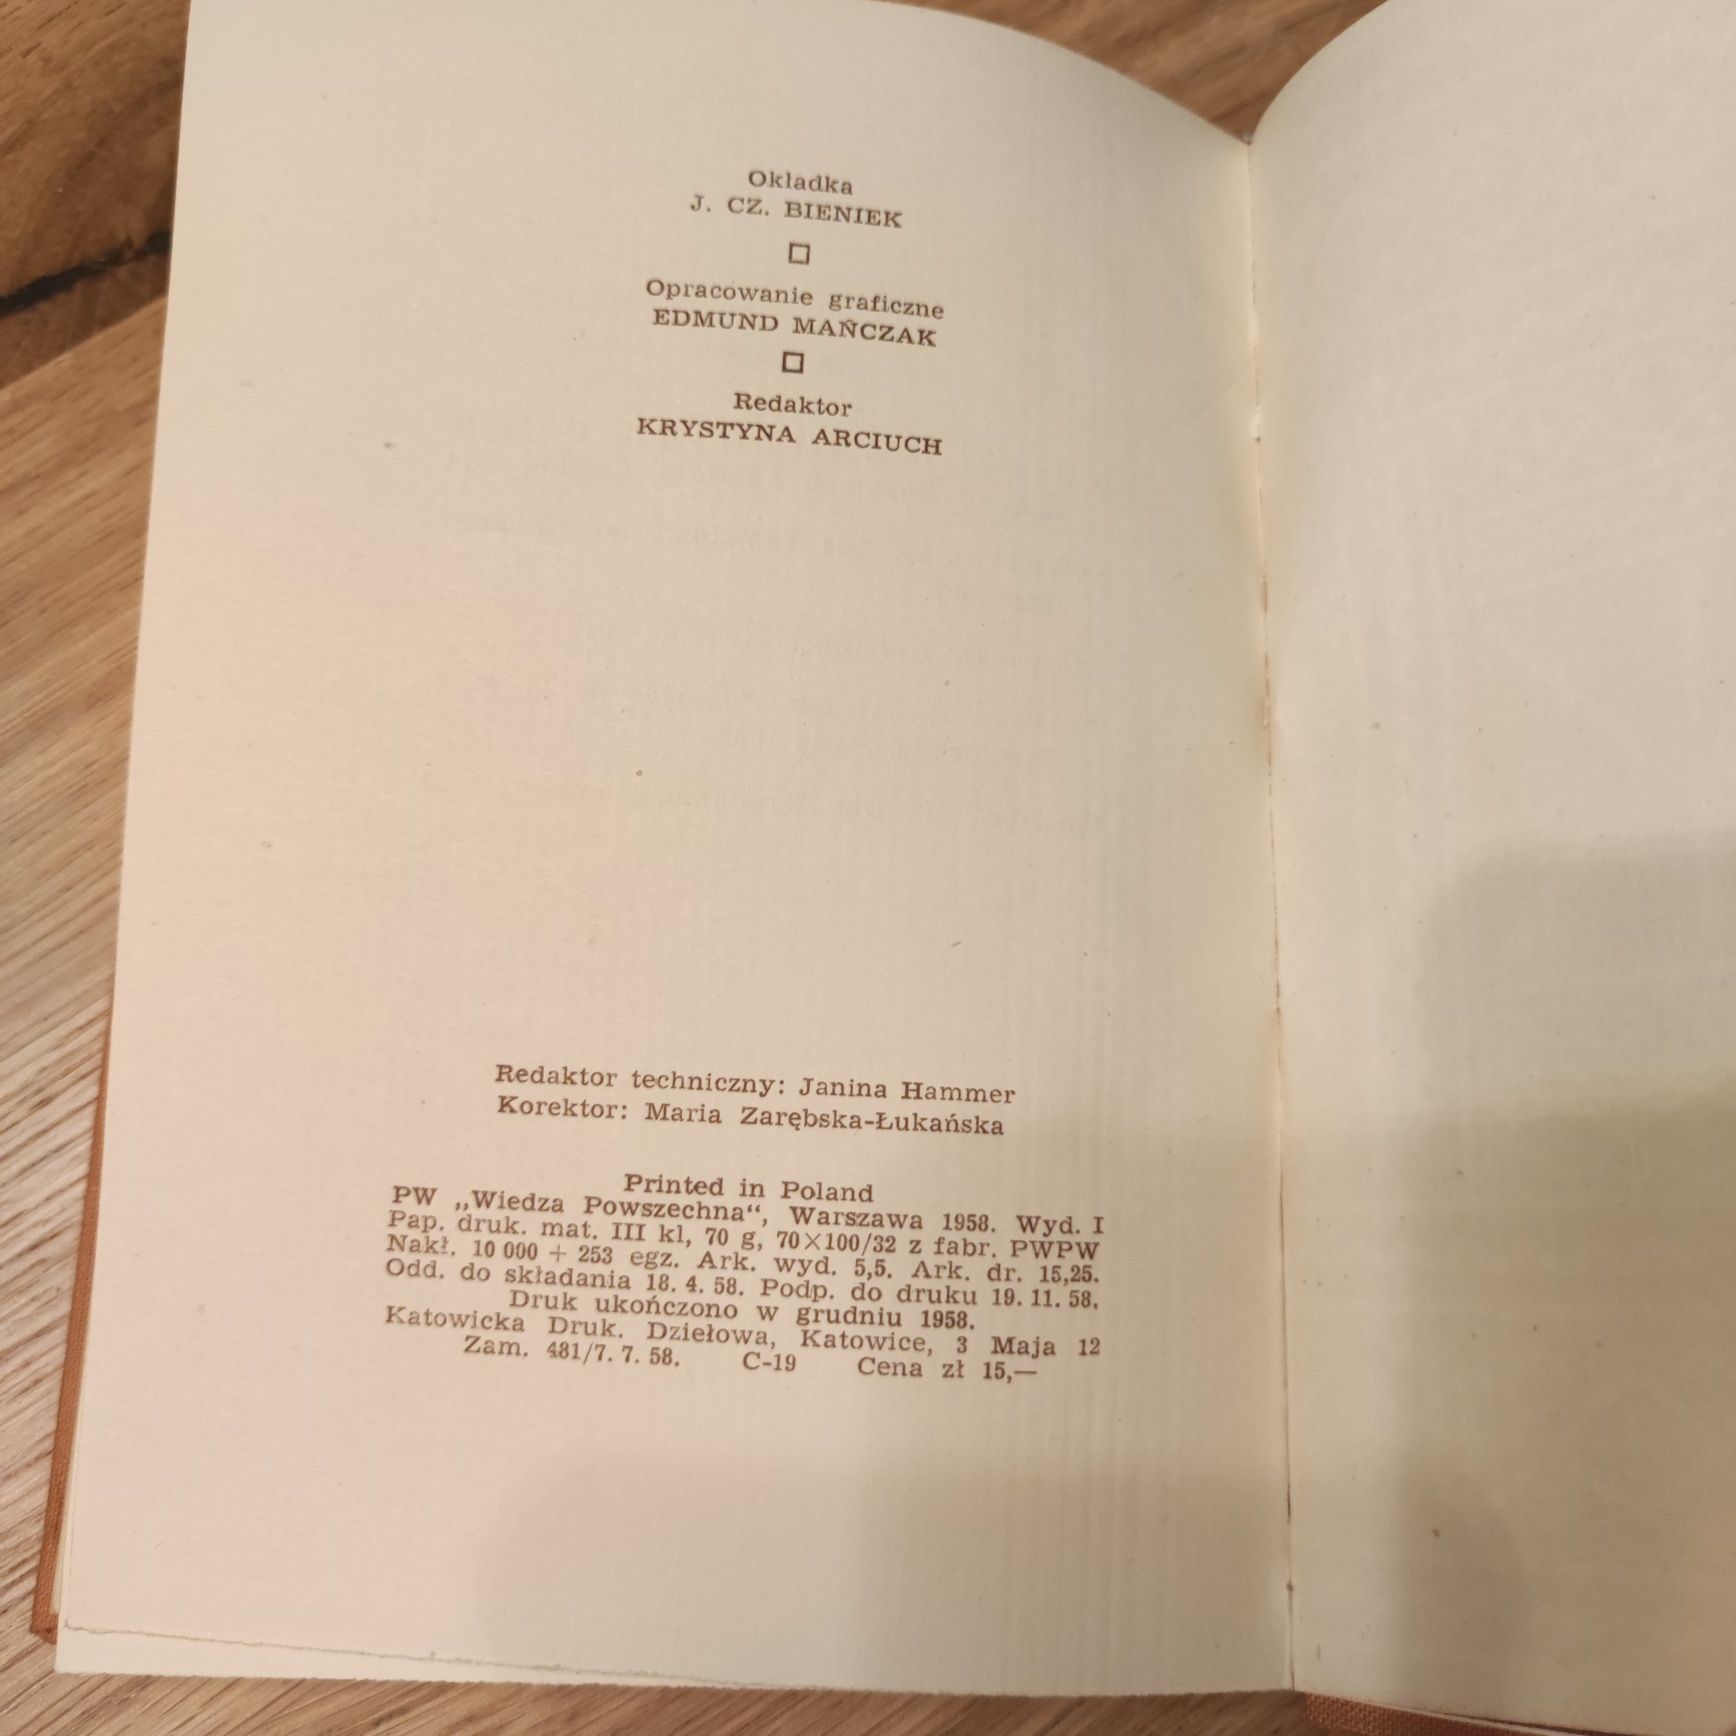 Okładka
J. CZ. BIENIEK
Opracowanie graficzne
EDMUND MAŃCZAK
Redaktor
KRYSTYNA ARCIUCH
Redaktor techniczny: Janina Hammer
Korektor: Maria Zarębska-Łukańska
Printed in Poland
PW „Wiedza Powszechna“, Warszawa 1958. Wyd. I
Pap. druk. mat. III kl, 70 g, 70×100/32 z fabr. PWPW
Nakł. 10 000 + 253 egz. Ark. wyd. 5,5. Ark. dr. 15,25.
Odd. do składania 18. 4. 58. Podp. do druku 19. 11. 58.
Druk ukończono w grudniu 1958.
Katowicka Druk. Dziełowa, Katowice, 3 Maja 12
Zam. 481/7. 7. 58. C-19 Cena zł 15,—